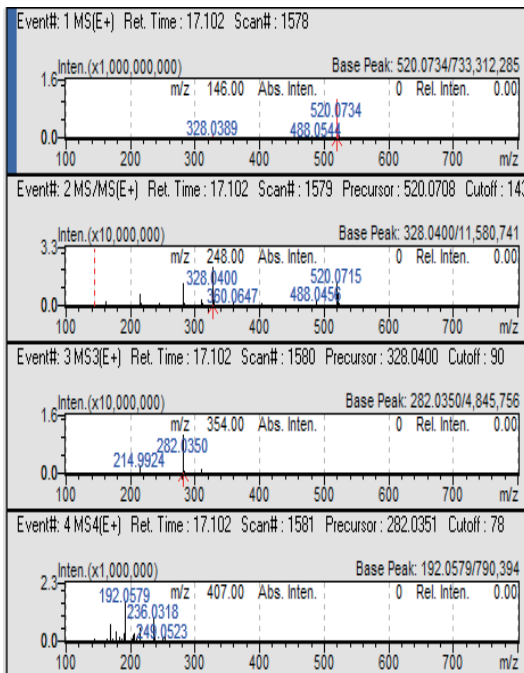 Event#: 1 MS(E+) Ret. Time : 17.102 Scan# : 1578
Inten.(x1,000,000,000) Base Peak: 520.0734/733,312,285
1.6 m/z 146.00 Abs. Inten. 0 Rel. Inten. 0.00
520.0734
328.0389 488.0544
0.0
100 200 300 400 500 600 700 m/z
Event#: 2 MS/MS(E+) Ret. Time : 17.102 Scan# : 1579 Precursor : 520.0708 Cutoff : 143
Inten.(x10,000,000) Base Peak: 328.0400/11,580,741
3.3 m/z 248.00 Abs. Inten. 0 Rel. Inten. 0.00
328.0400 520.0715
360.0647 488.0456
0.0
100 200 300 400 500 600 700 m/z
Event#: 3 MS3(E+) Ret. Time : 17.102 Scan# : 1580 Precursor : 328.0400 Cutoff : 90
Inten.(x10,000,000) Base Peak: 282.0350/4,845,756
1.6 m/z 354.00 Abs. Inten. 0 Rel. Inten. 0.00
282.0350
214.9924
0.0
100 200 300 400 500 600 700 m/z
Event#: 4 MS4(E+) Ret. Time : 17.102 Scan# : 1581 Precursor : 282.0351 Cutoff : 78
Inten.(x1,000,000) Base Peak: 192.0579/790,394
2.3 m/z 407.00 Abs. Inten. 0 Rel. Inten. 0.00
192.0579
236.0318
249.0523
0.0
100 200 300 400 500 600 700 m/z